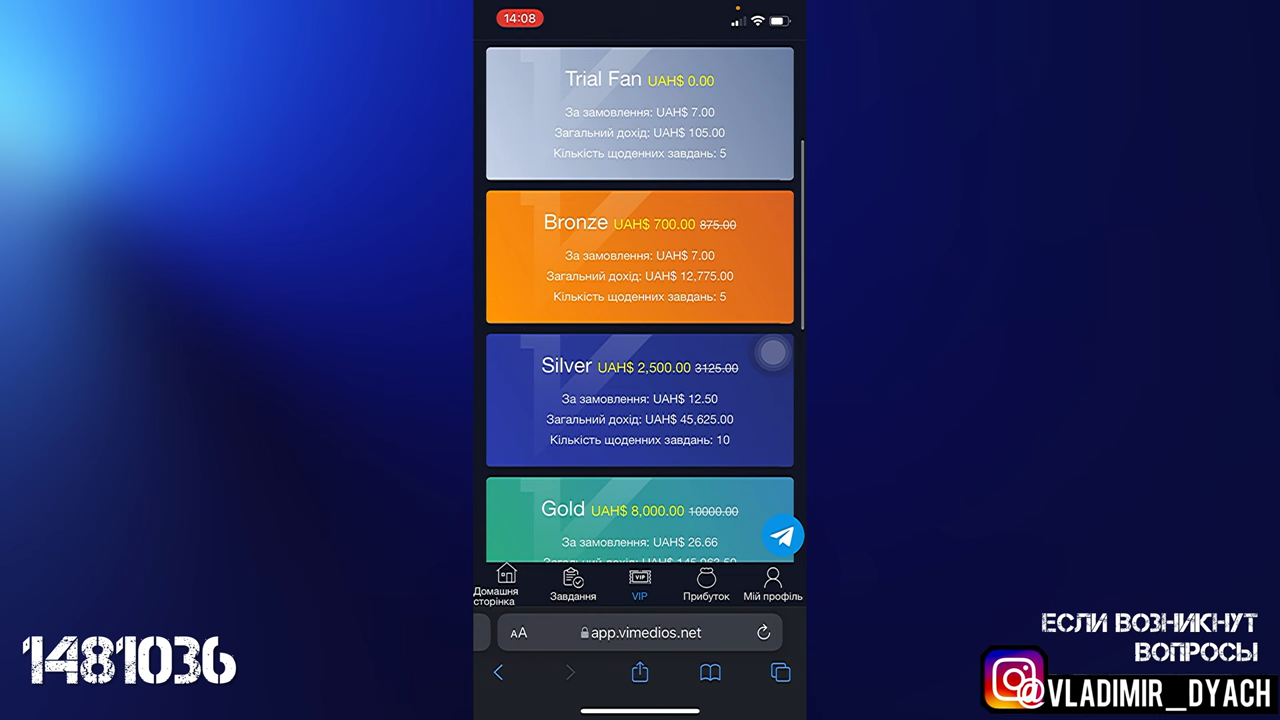 14:08
Trial Fan UAH$ 0.00
За замовлення: UAH$ 7.00
Загальний дохід: UAH$ 105.00
Кількість щоденних завдань: 5
Bronze UAH$ 700.00 875.00
За замовлення: UAH$ 7.00
Загальний дохід: UAH$ 12,775.00
Кількість щоденних завдань: 5
Silver UAH$ 2,500.00 3125.00
За замовлення: UAH$ 12.50
Загальний дохід: UAH$ 45,625.00
Кількість щоденних завдань: 10
Gold UAH$ 8,000.00 10000.00
За замовлення: UAH$ 26.66
Загальний дохід: UAH$
Домашня
сторінка
Завдання
VIP
Прибуток
Мій профіль
AA
app.vimedios.net
1481036
ЕСЛИ ВОЗНИКНУТ
ВОПРОСЫ
@VLADIMIR_DYACH